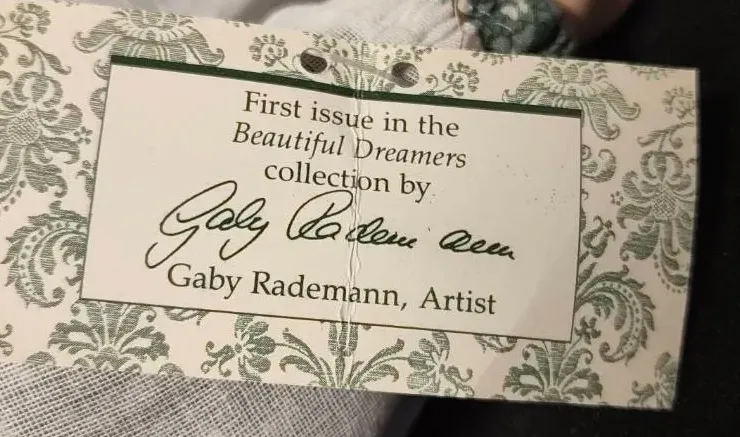 First issue in the
Beautiful Dreamers
collection by
Gaby Rademann
Gaby Rademann, Artist